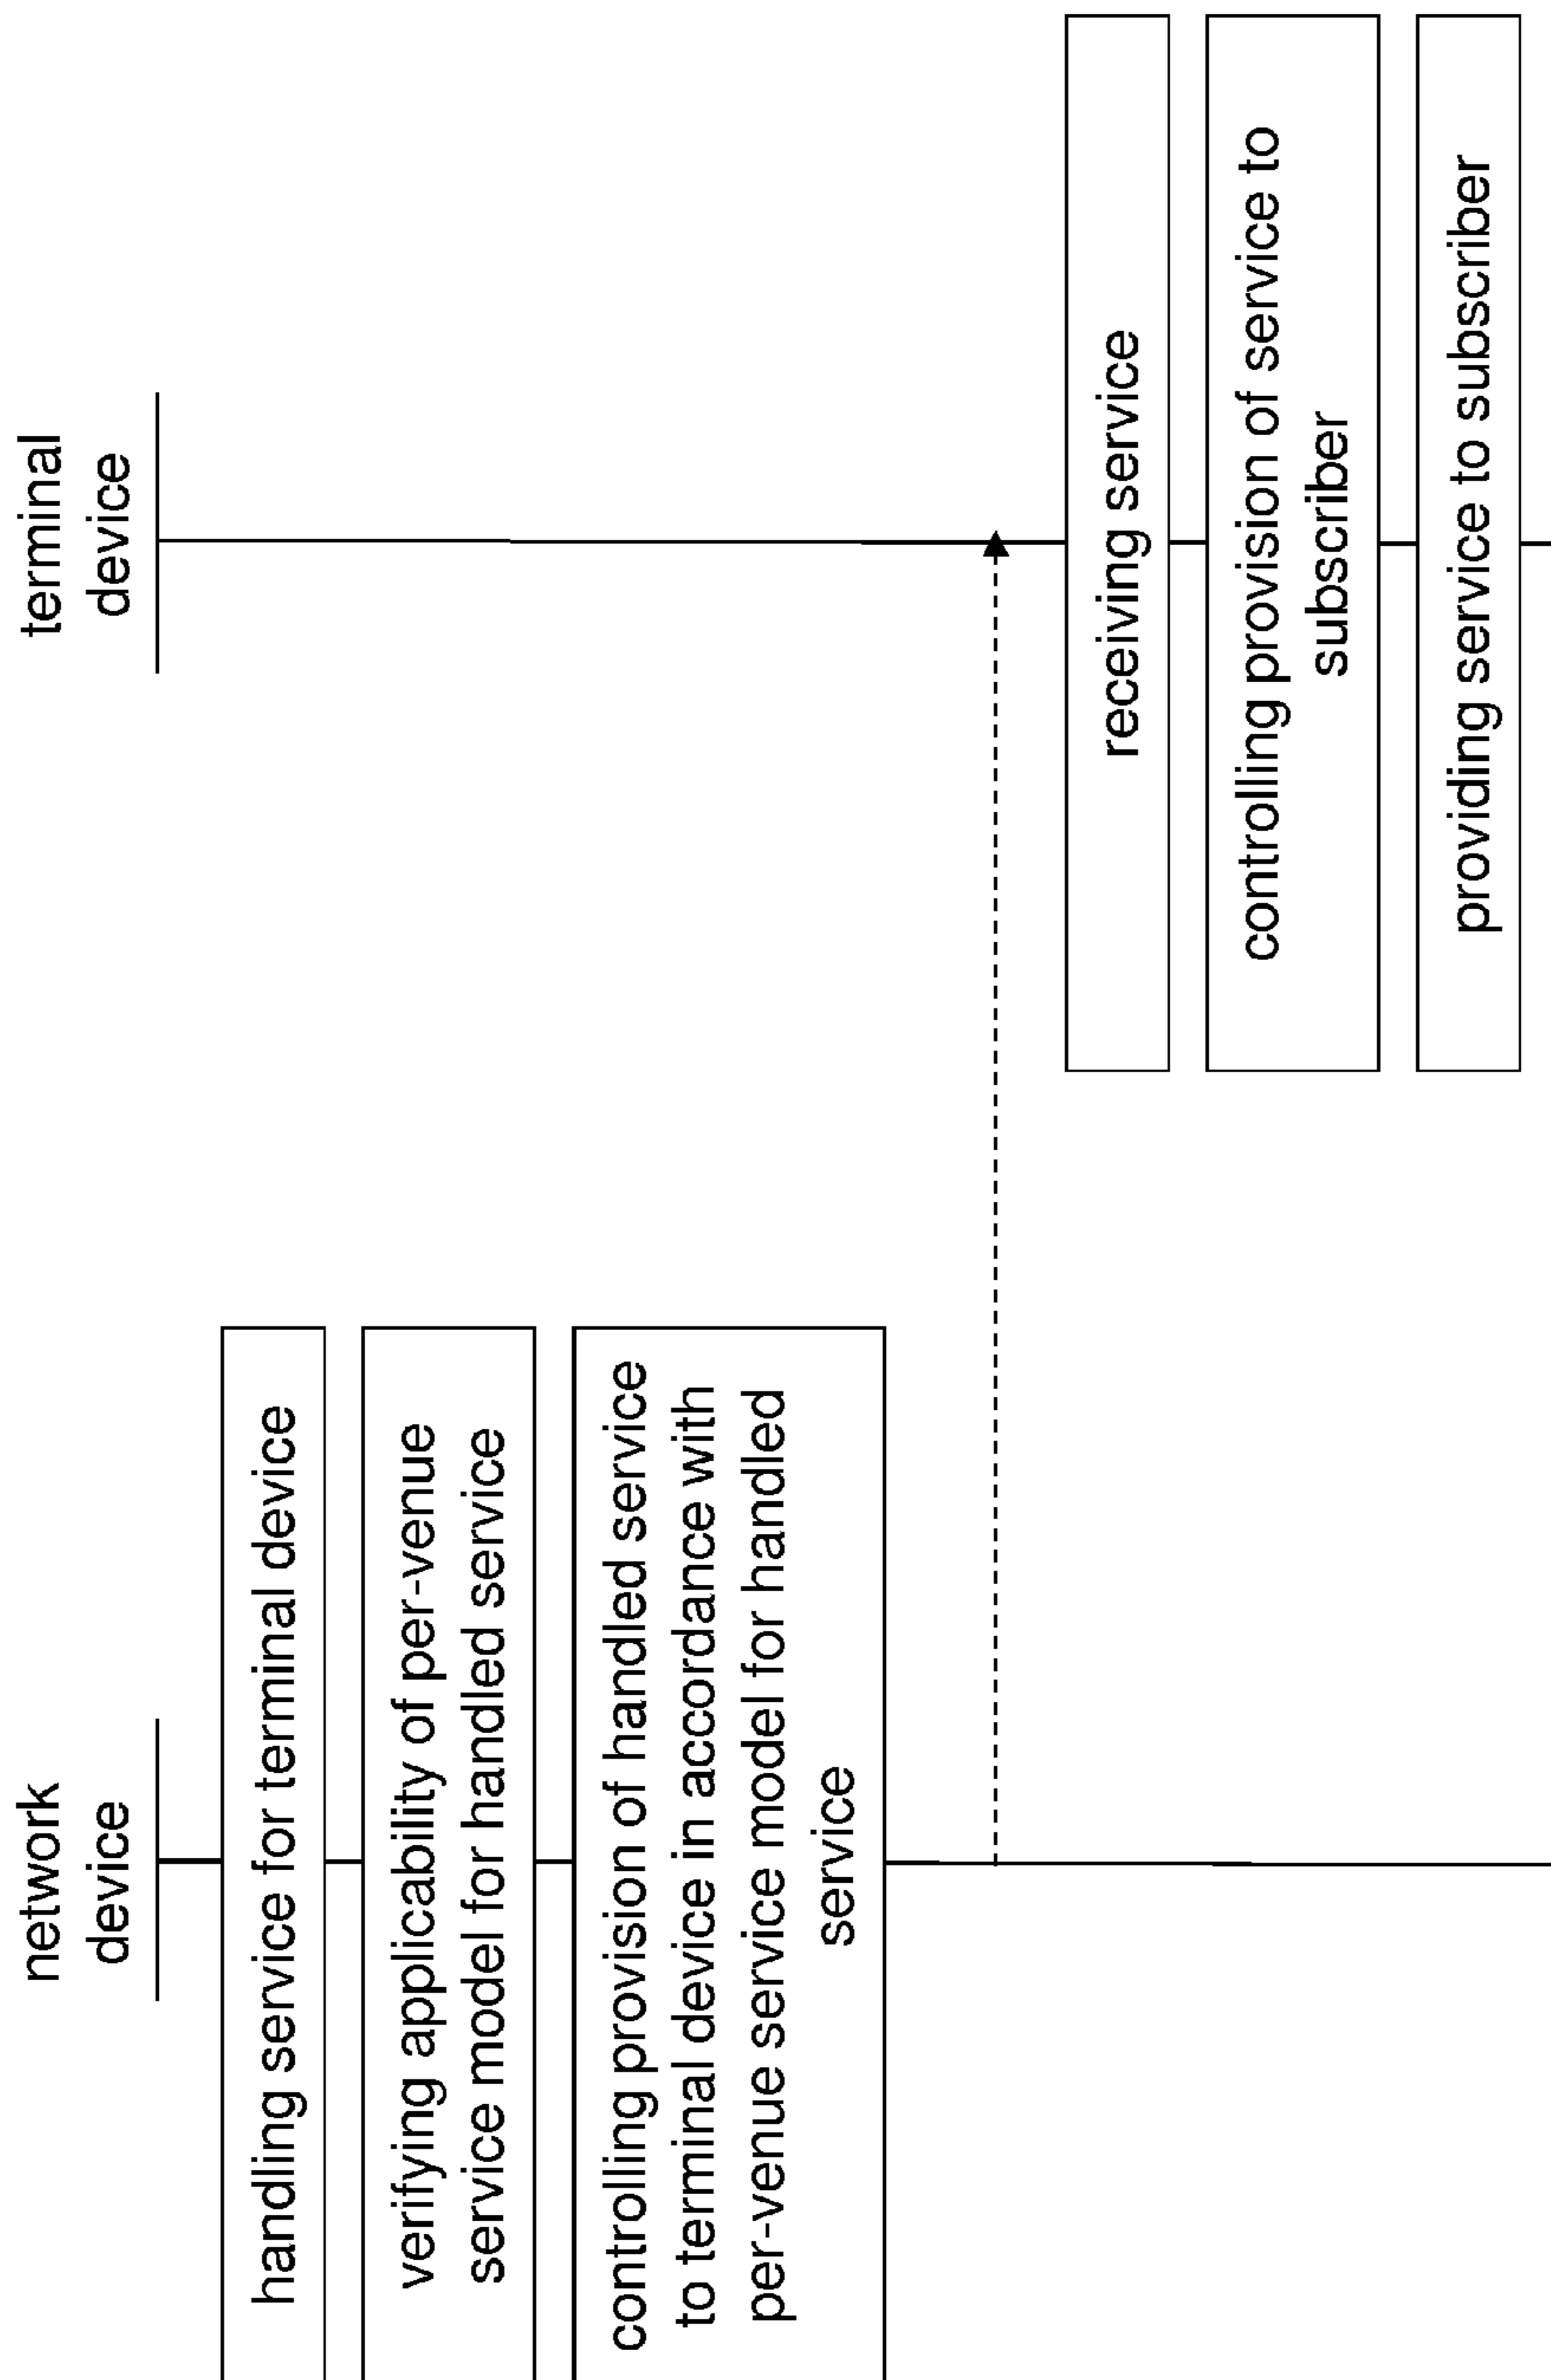 network
device
terminal
device
handling service for terminal device
verifying applicability of per-venue
service model for handled service
controlling provision of handled service
to terminal device in accordance with
per-venue service model for handled
service
receiving service
controlling provision of service to
subscriber
providing service to subscriber